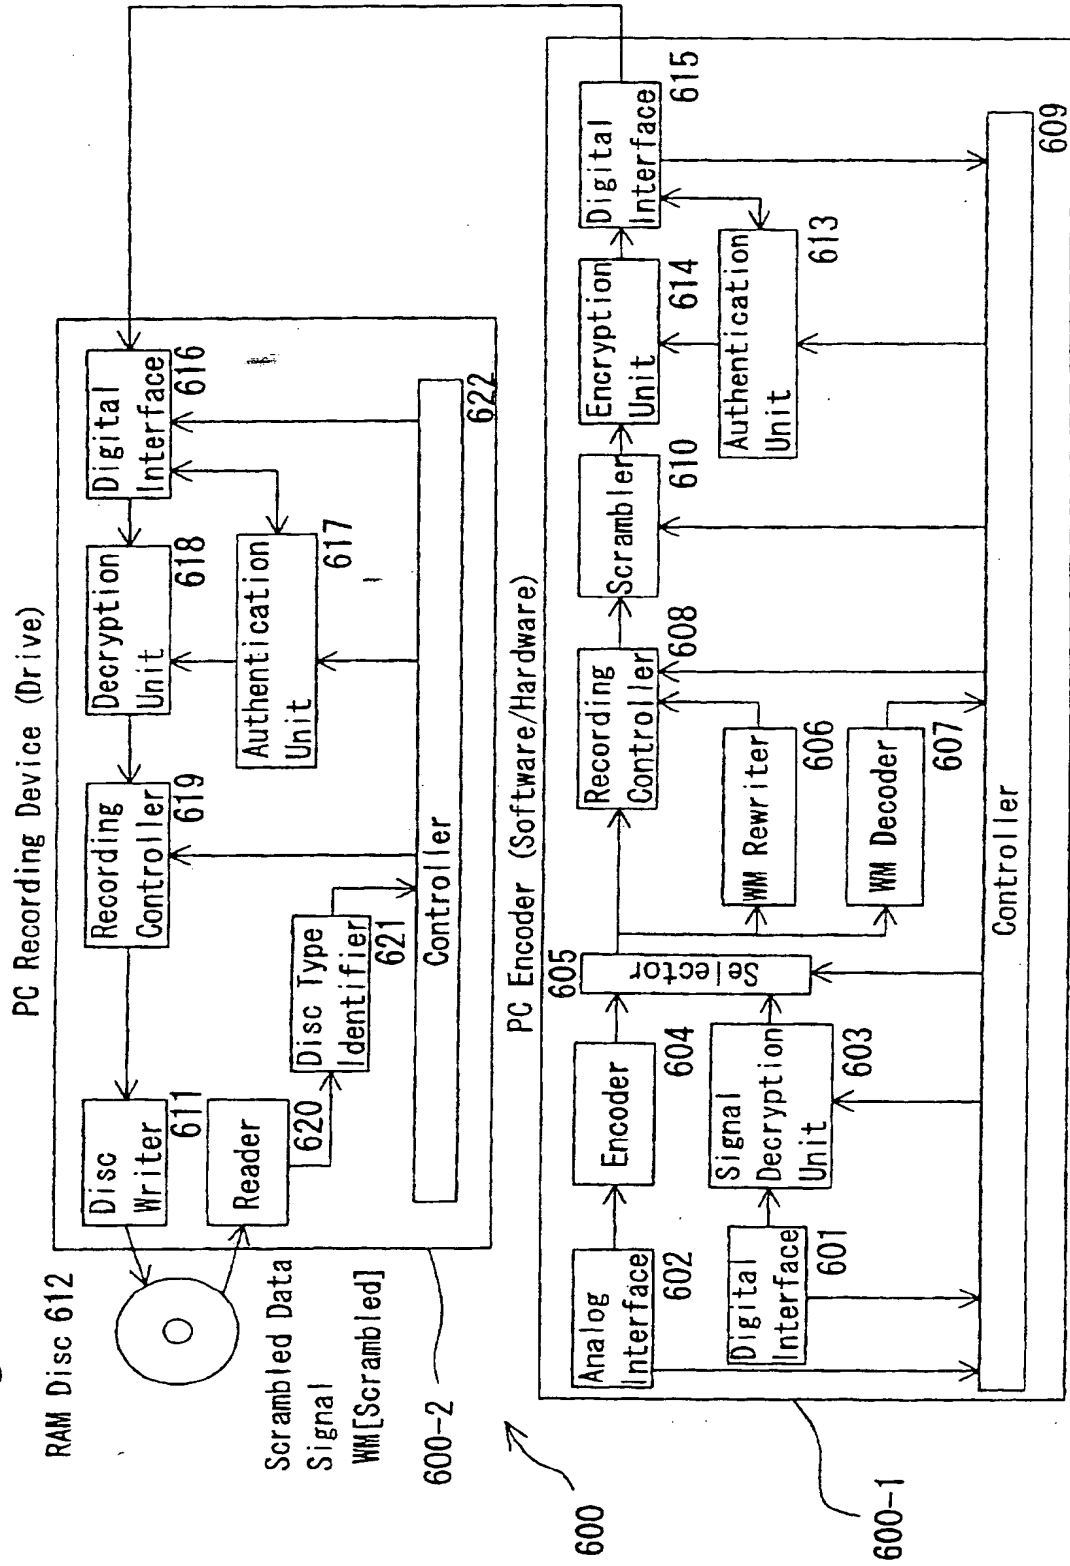 PC Recording Device (Drive)
RAM Disc 612
Disc
Writer
611
Recording
Controller
619
Decryption
Unit
618
Digital
Interface
616
Reader
620
Disc Type
Identifier
621
Authentication
Unit
617
Controller
622
Scrambled Data
Signal
WM[Scrambled]
600-2
600
PC Encoder (Software/Hardware)
Analog
Interface
602
Encoder
604
605
Selector
Recording
Controller
608
Scrambler
610
Encryption
Unit
614
Digital
Interface
615
Digital
Interface
601
Signal
Decryption
Unit
603
WM Rewriter
606
WM Decoder
607
Authentication
Unit
613
Controller
609
600-1